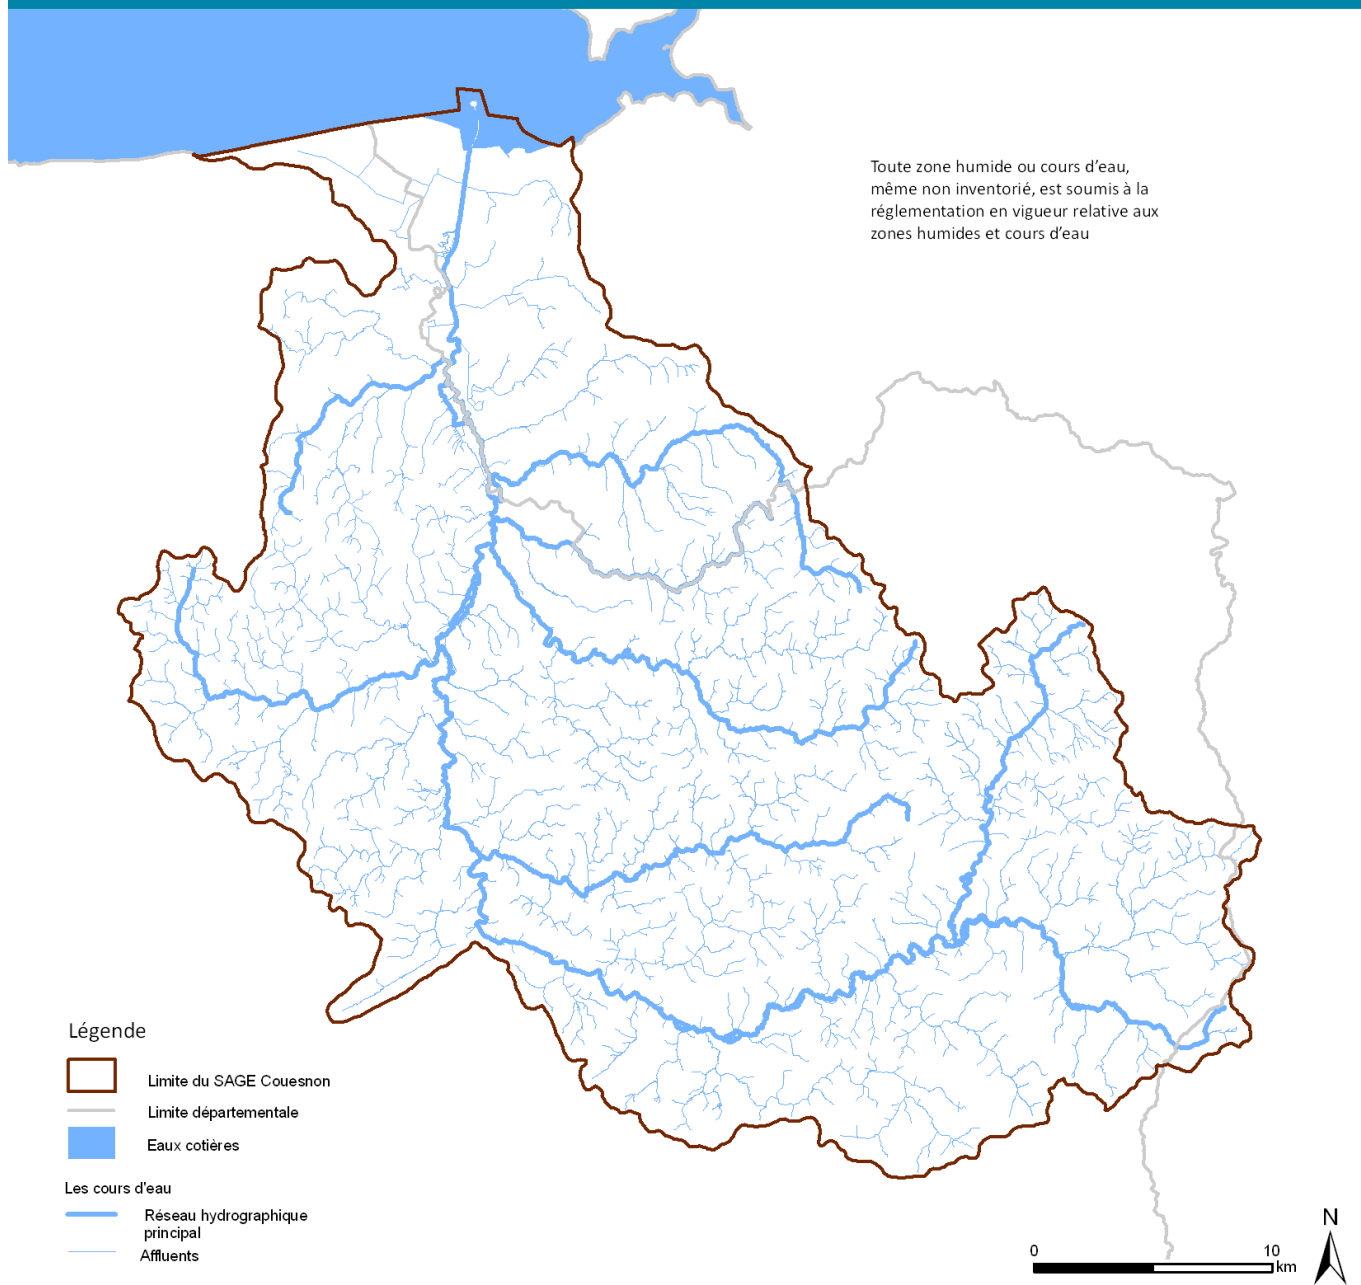 Toute zone humide ou cours d’eau,
même non inventorié, est soumis à la
réglementation en vigueur relative aux
zones humides et cours d’eau
Légende
Limite du SAGE Couesnon
Limite départementale
Eaux cotières
Les cours d'eau
Réseau hydrographique
principal
Affluents
N
0 10
km